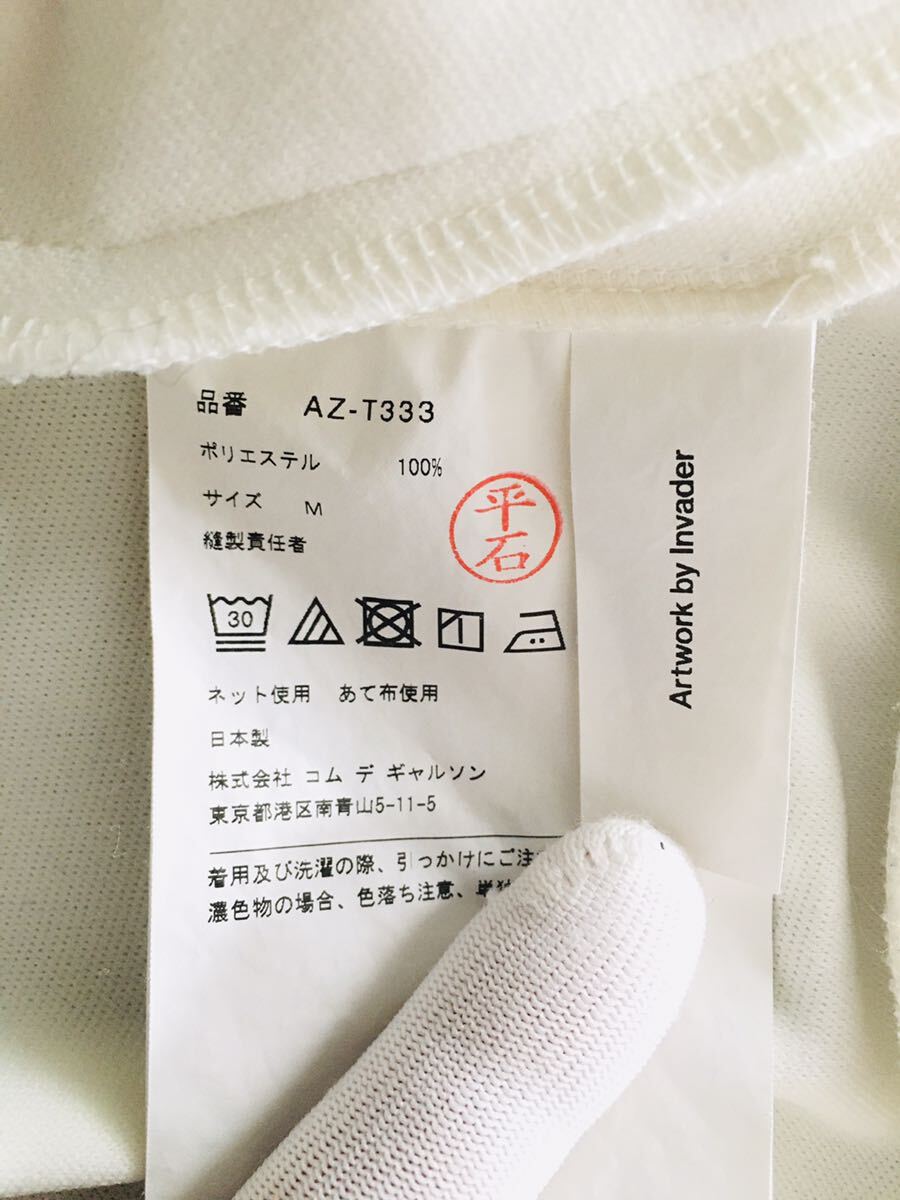 品番 AZ-T333
ポリエステル 100%
サイズ M
縫製責任者
平石
30
ネット使用 あて布使用
日本製
株式会社 コム デ ギャルソン
東京都港区南青山5-11-5
着用及び洗濯の際、引っかけにご注
濃色物の場合、色落ち注意、単独
Artwork by Invader